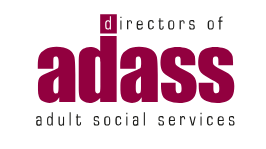 directors of
adass
adult social services